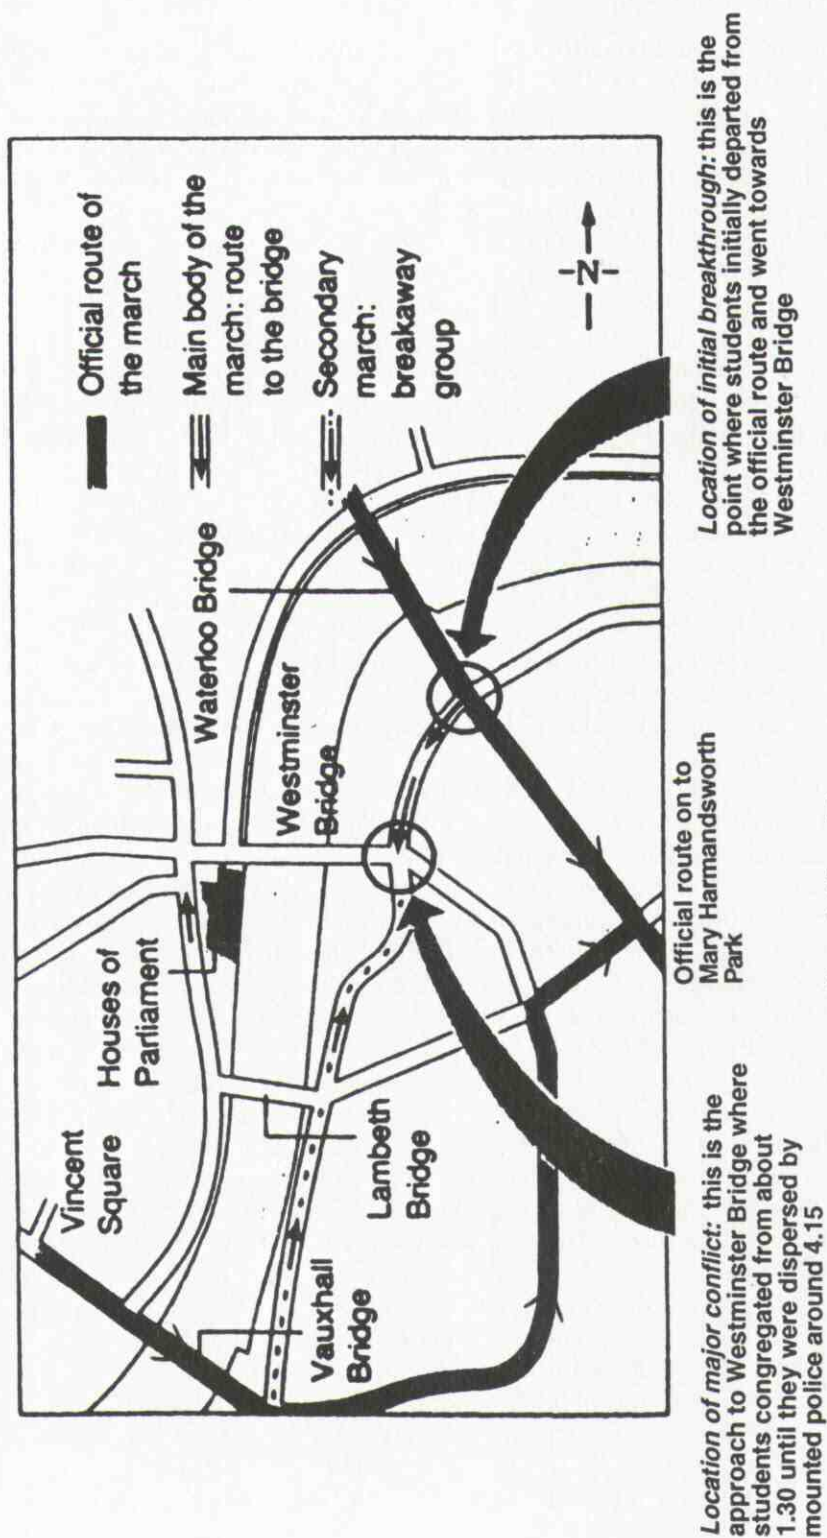 Official route of
the march
Main body of the
march: route
to the bridge
Secondary
march:
breakaway
group
N
Vincent
Square
Houses of
Parliament
Waterloo Bridge
Westminster
Bridge
Lambeth
Bridge
Vauxhall
Bridge
Location of major conflict: this is the
approach to Westminster Bridge where
students congregated from about
1.30 until they were dispersed by
mounted police around 4.15
Official route on to
Mary Harmandsworth
Park
Location of initial breakthrough: this is the
point where students initially departed from
the official route and went towards
Westminster Bridge